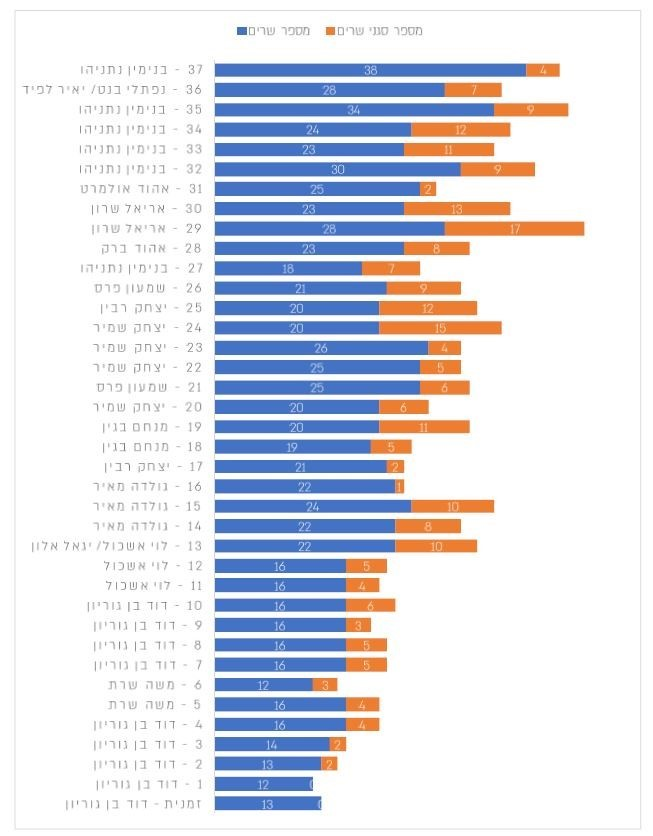 מספר שרים מספר סגני שרים
37 - בנימין נתניהו 38 4
36 - נפתלי בנט/ יאיר לפיד 28 7
35 - בנימין נתניהו 34 9
34 - בנימין נתניהו 24 12
33 - בנימין נתניהו 23 11
32 - בנימין נתניהו 30 9
31 - אהוד אולמרט 25 2
30 - אריאל שרון 23 13
29 - אריאל שרון 28 17
28 - אהוד ברק 23 8
27 - בנימין נתניהו 18 7
26 - שמעון פרס 21 9
25 - יצחק רבין 20 12
24 - יצחק שמיר 20 15
23 - יצחק שמיר 26 4
22 - יצחק שמיר 25 5
21 - שמעון פרס 25 6
20 - יצחק שמיר 20 6
19 - מנחם בגין 20 11
18 - מנחם בגין 19 5
17 - יצחק רבין 21 2
16 - גולדה מאיר 22 1
15 - גולדה מאיר 24 10
14 - גולדה מאיר 22 8
13 - לוי אשכול/ יגאל אלון 22 10
12 - לוי אשכול 16 5
11 - לוי אשכול 16 4
10 - דוד בן גוריון 16 6
9 - דוד בן גוריון 16 3
8 - דוד בן גוריון 16 5
7 - דוד בן גוריון 16 5
6 - משה שרת 12 3
5 - משה שרת 16 4
4 - דוד בן גוריון 16 4
3 - דוד בן גוריון 14 2
2 - דוד בן גוריון 13 2
1 - דוד בן גוריון 12 0
זמנית - דוד בן גוריון 13 0